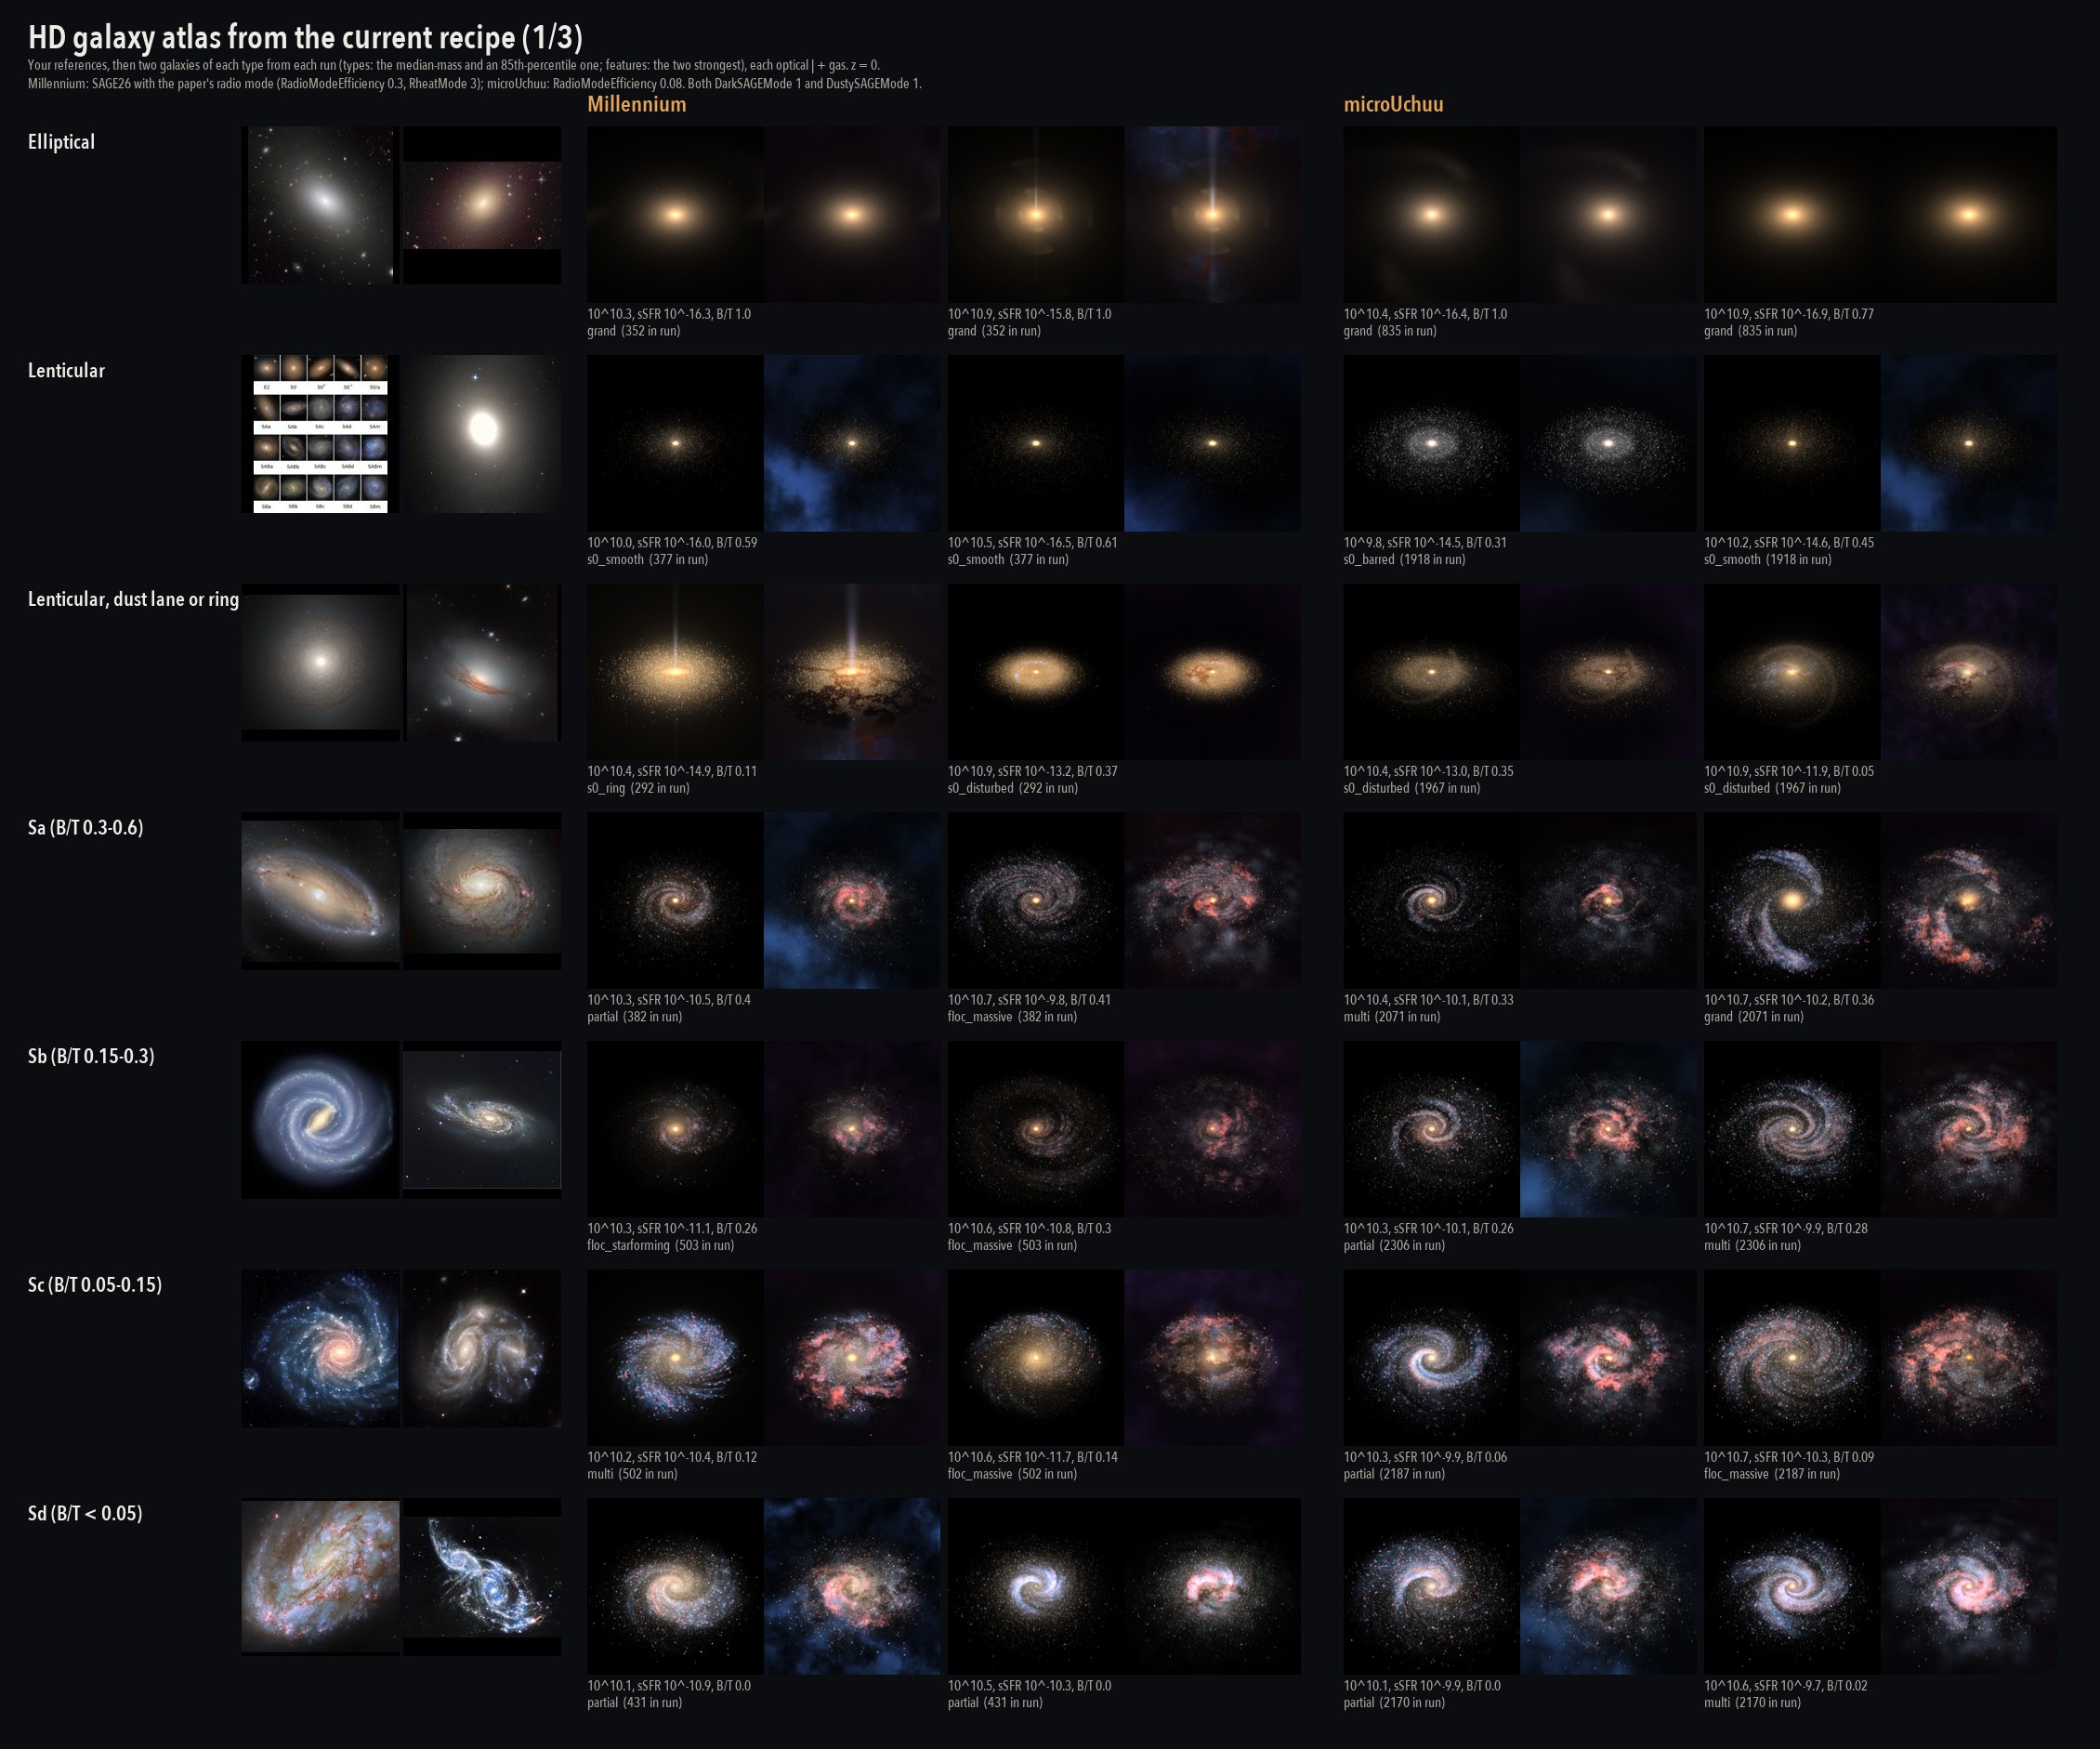 HD galaxy atlas from the current recipe (1/3)
Your references, then two galaxies of each type from each run (types: the median-mass and an 85th-percentile one; features: the two strongest), each optical | + gas. z = 0.
Millennium: SAGE26 with the paper's radio mode (RadioModeEfficiency 0.3, RheatMode 3); microUchuu: RadioModeEfficiency 0.08. Both DarkSAGEMode 1 and DustySAGEMode 1.
Millennium microUchuu
Elliptical
10^10.3, sSFR 10^-16.3, B/T 1.0 10^10.9, sSFR 10^-15.8, B/T 1.0 10^10.4, sSFR 10^-16.4, B/T 1.0 10^10.9, sSFR 10^-16.9, B/T 0.77
grand (352 in run) grand (352 in run) grand (835 in run) grand (835 in run)
Lenticular
10^10.0, sSFR 10^-16.0, B/T 0.59 10^10.5, sSFR 10^-16.5, B/T 0.61 10^9.8, sSFR 10^-14.5, B/T 0.31 10^10.2, sSFR 10^-14.6, B/T 0.45
s0_smooth (377 in run) s0_smooth (377 in run) s0_barred (1918 in run) s0_smooth (1918 in run)
Lenticular, dust lane or ring
10^10.4, sSFR 10^-14.9, B/T 0.11 10^10.9, sSFR 10^-13.2, B/T 0.37 10^10.4, sSFR 10^-13.0, B/T 0.35 10^10.9, sSFR 10^-11.9, B/T 0.05
s0_ring (292 in run) s0_disturbed (292 in run) s0_disturbed (1967 in run) s0_disturbed (1967 in run)
Sa (B/T 0.3-0.6)
10^10.3, sSFR 10^-10.5, B/T 0.4 10^10.7, sSFR 10^-9.8, B/T 0.41 10^10.4, sSFR 10^-10.1, B/T 0.33 10^10.7, sSFR 10^-10.2, B/T 0.36
partial (382 in run) floc_massive (382 in run) multi (2071 in run) grand (2071 in run)
Sb (B/T 0.15-0.3)
10^10.3, sSFR 10^-11.1, B/T 0.26 10^10.6, sSFR 10^-10.8, B/T 0.3 10^10.3, sSFR 10^-10.1, B/T 0.26 10^10.7, sSFR 10^-9.9, B/T 0.28
floc_starforming (503 in run) floc_massive (503 in run) partial (2306 in run) multi (2306 in run)
Sc (B/T 0.05-0.15)
10^10.2, sSFR 10^-10.4, B/T 0.12 10^10.6, sSFR 10^-11.7, B/T 0.14 10^10.3, sSFR 10^-9.9, B/T 0.06 10^10.7, sSFR 10^-10.3, B/T 0.09
multi (502 in run) floc_massive (502 in run) partial (2187 in run) floc_massive (2187 in run)
Sd (B/T < 0.05)
10^10.1, sSFR 10^-10.9, B/T 0.0 10^10.5, sSFR 10^-10.3, B/T 0.0 10^10.1, sSFR 10^-9.9, B/T 0.0 10^10.6, sSFR 10^-9.7, B/T 0.02
partial (431 in run) partial (431 in run) partial (2170 in run) multi (2170 in run)